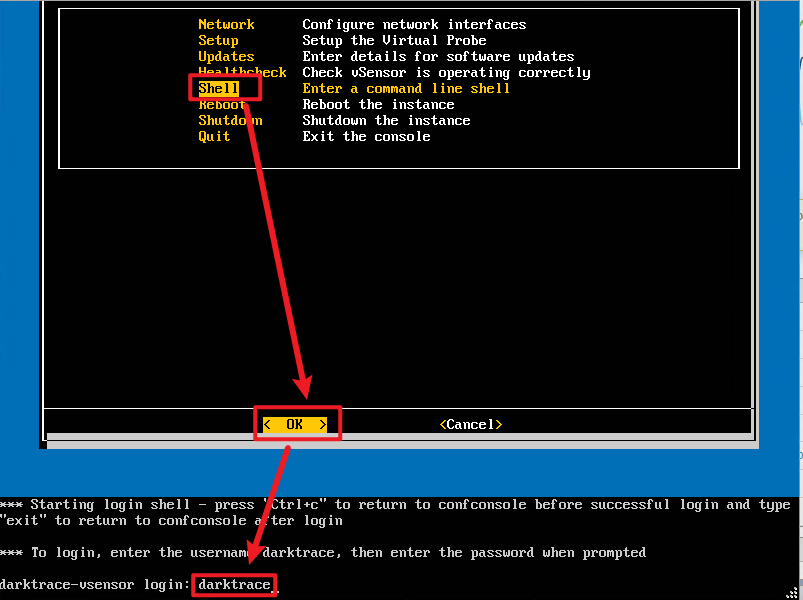 Network Configure network interfaces
Setup Setup the Virtual Probe
Updates Enter details for software updates
Healthcheck Check vSensor is operating correctly
Shell Enter a command line shell
Reboot Reboot the instance
Shutdown Shutdown the instance
Quit Exit the console
< OK > <Cancel>
*** Starting login shell - press "Ctrl+c" to return to confconsole before successful login and type
"exit" to return to confconsole after login
*** To login, enter the username darktrace, then enter the password when prompted
darktrace-vsensor login: darktrace_